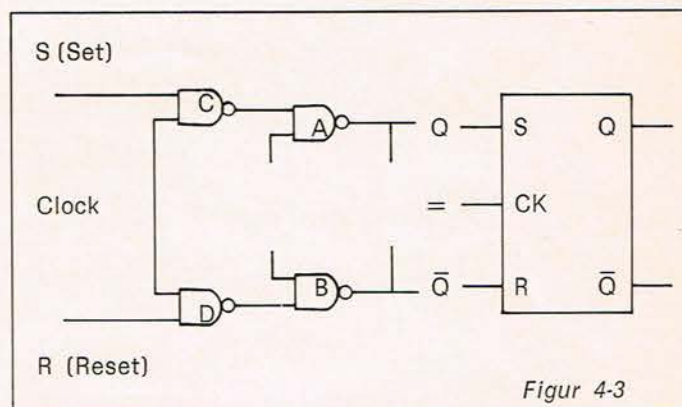 S (Set)
C
A
Q
S
Q
Clock
=
CK
D
B
Q̅
R
Q̅
R (Reset)
Figur 4-3